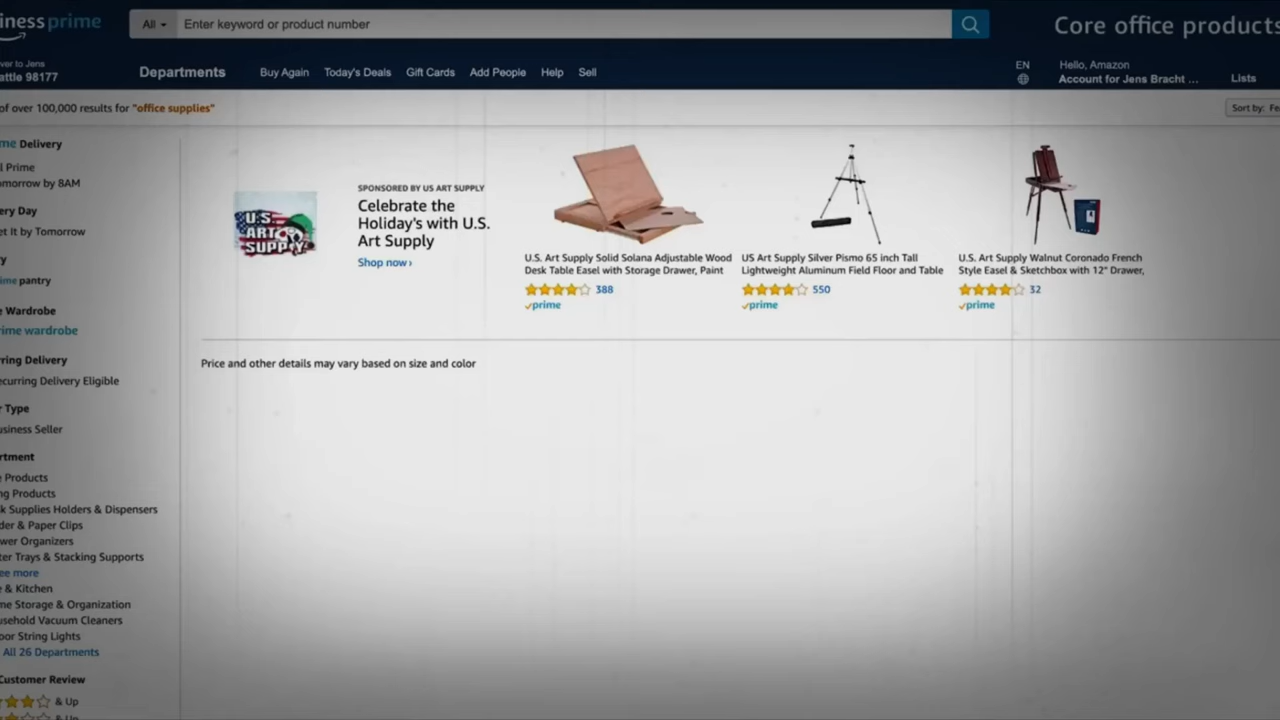 iness prime
All
Enter keyword or product number
Core office products
ver to Jens
attle 98177
Departments
Buy Again
Today's Deals
Gift Cards
Add People
Help
Sell
EN
Hello, Amazon
Account for Jens Bracht ...
Lists
of over 100,000 results for "office supplies"
Sort by: Fe
me Delivery
l Prime
omorrow by 8AM
ery Day
et It by Tomorrow
y
ime pantry
e Wardrobe
rime wardrobe
rring Delivery
ecurring Delivery Eligible
r Type
usiness Seller
rtment
e Products
ng Products
k Supplies Holders & Dispensers
der & Paper Clips
wer Organizers
ter Trays & Stacking Supports
ee more
e & Kitchen
me Storage & Organization
usehold Vacuum Cleaners
oor String Lights
All 26 Departments
Customer Review
& Up
& Up
U.S.
ART
SUPPLY
SPONSORED BY US ART SUPPLY
Celebrate the
Holiday's with U.S.
Art Supply
Shop now›
U.S. Art Supply Solid Solana Adjustable Wood
Desk Table Easel with Storage Drawer, Paint
388
prime
US Art Supply Silver Pismo 65 inch Tall
Lightweight Aluminum Field Floor and Table
550
prime
U.S. Art Supply Walnut Coronado French
Style Easel & Sketchbox with 12" Drawer,
32
prime
Price and other details may vary based on size and color